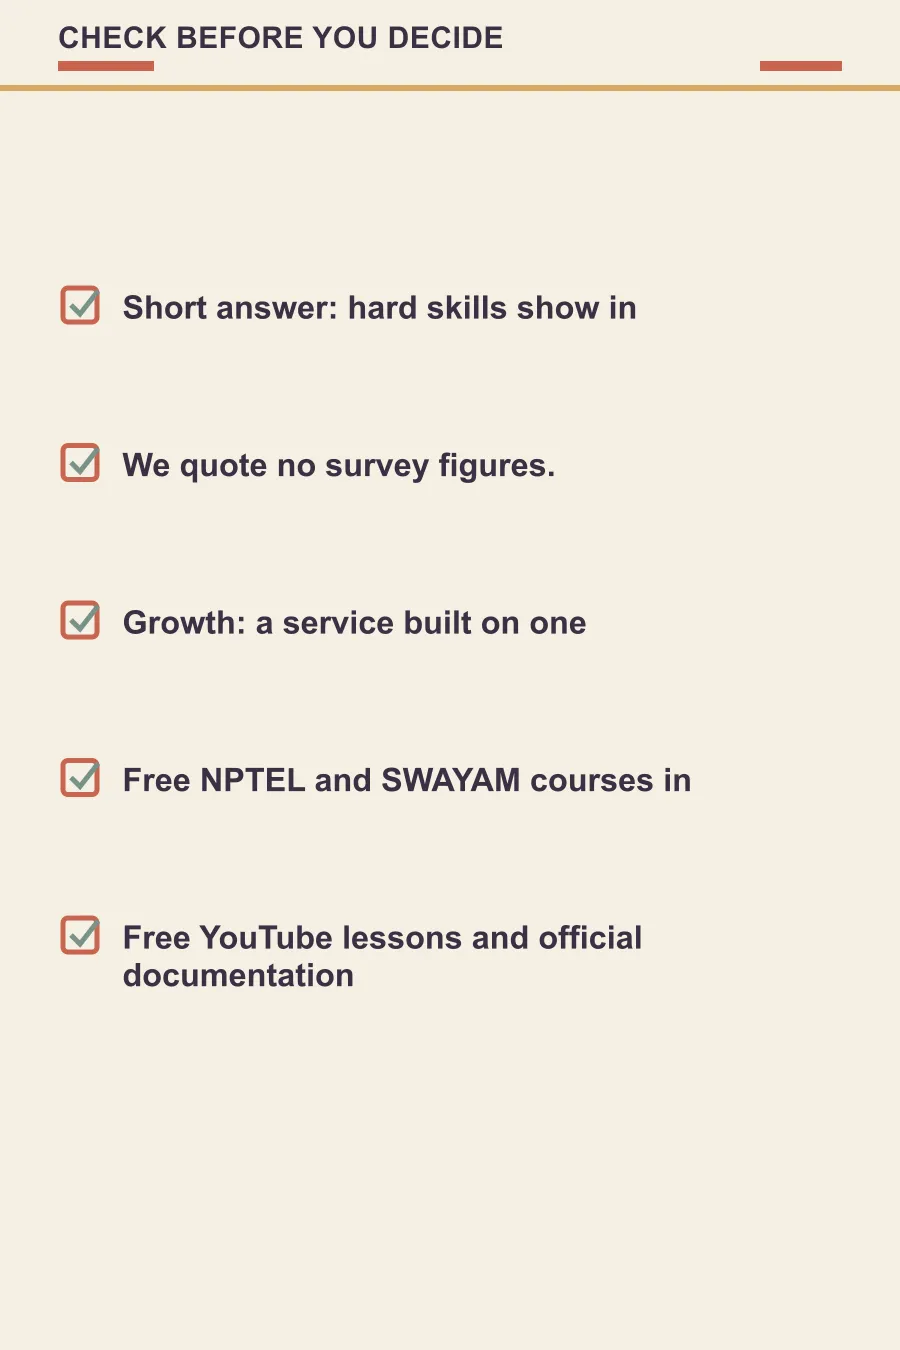 CHECK BEFORE YOU DECIDE
Short answer: hard skills show in
We quote no survey figures.
Growth: a service built on one
Free NPTEL and SWAYAM courses in
Free YouTube lessons and official
documentation